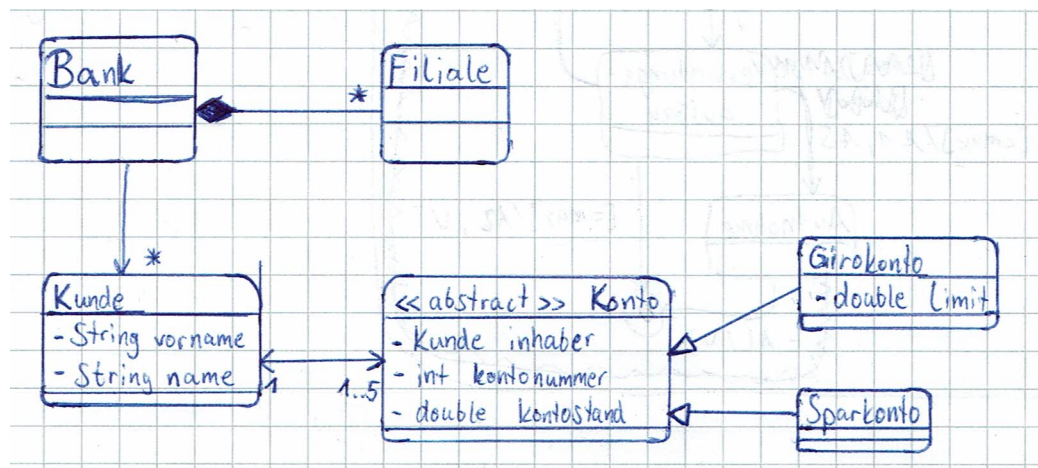 Bank
Filiale
*
*
Kunde
- String vorname
- String name
1
1..5
<< abstract >> Konto
- Kunde inhaber
- int kontonummer
- double kontostand
Girokonto
- double limit
Sparkonto